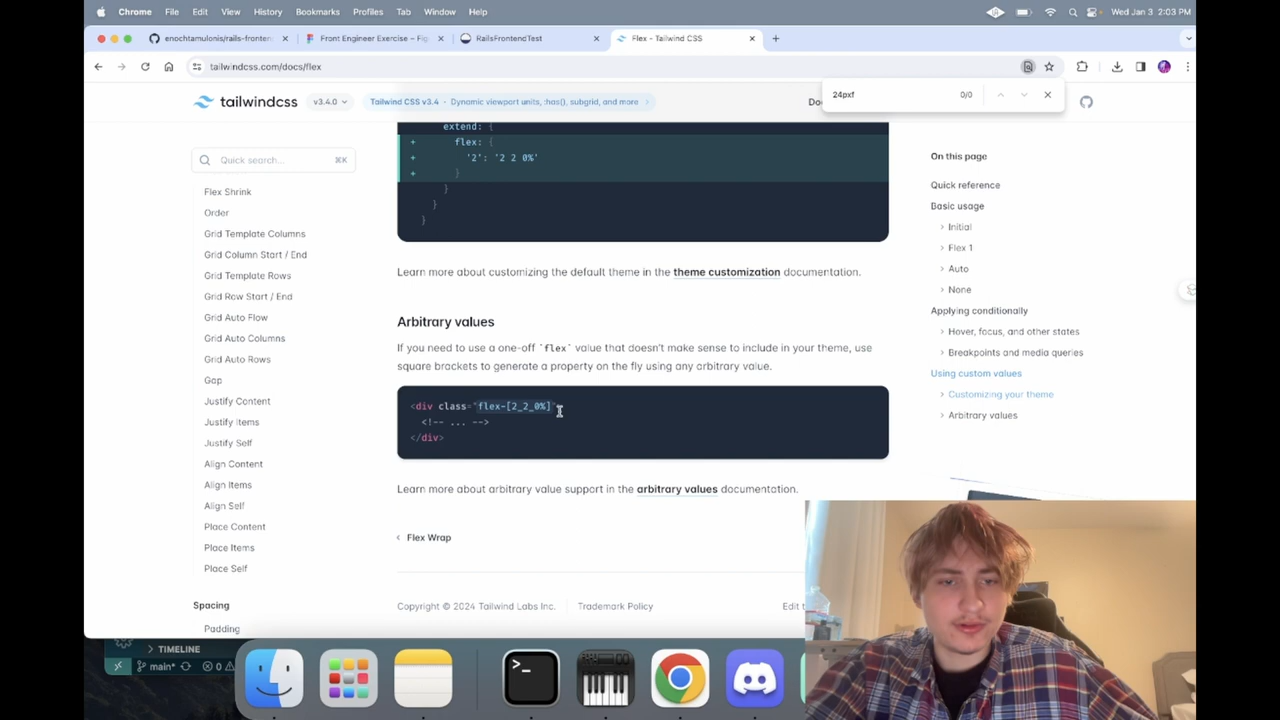 Chrome File Edit View History Bookmarks Profiles Tab Window Help Wed Jan 3 2:03 PM
enochtamulonis/rails-fronten
Front Engineer Exercise – Fig
RailsFrontendTest
Flex - Tailwind CSS
tailwindcss.com/docs/flex
24pxf 0/0
tailwindcss v3.4.0
Tailwind CSS v3.4 · Dynamic viewport units, :has(), subgrid, and more
Quick search... ⌘K
Flex Shrink
Order
Grid Template Columns
Grid Column Start / End
Grid Template Rows
Grid Row Start / End
Grid Auto Flow
Grid Auto Columns
Grid Auto Rows
Gap
Justify Content
Justify Items
Justify Self
Align Content
Align Items
Align Self
Place Content
Place Items
Place Self
Spacing
Padding
extend: {
+ flex: {
+ '2': '2 2 0%'
+ }
}
}
}
Learn more about customizing the default theme in the theme customization documentation.
Arbitrary values
If you need to use a one-off `flex` value that doesn't make sense to include in your theme, use
square brackets to generate a property on the fly using any arbitrary value.
<div class="flex-[2_2_0%]">
<!-- ... -->
</div>
Learn more about arbitrary value support in the arbitrary values documentation.
Flex Wrap
Copyright © 2024 Tailwind Labs Inc. Trademark Policy
On this page
Quick reference
Basic usage
Initial
Flex 1
Auto
None
Applying conditionally
Hover, focus, and other states
Breakpoints and media queries
Using custom values
Customizing your theme
Arbitrary values
TIMELINE
main* 0